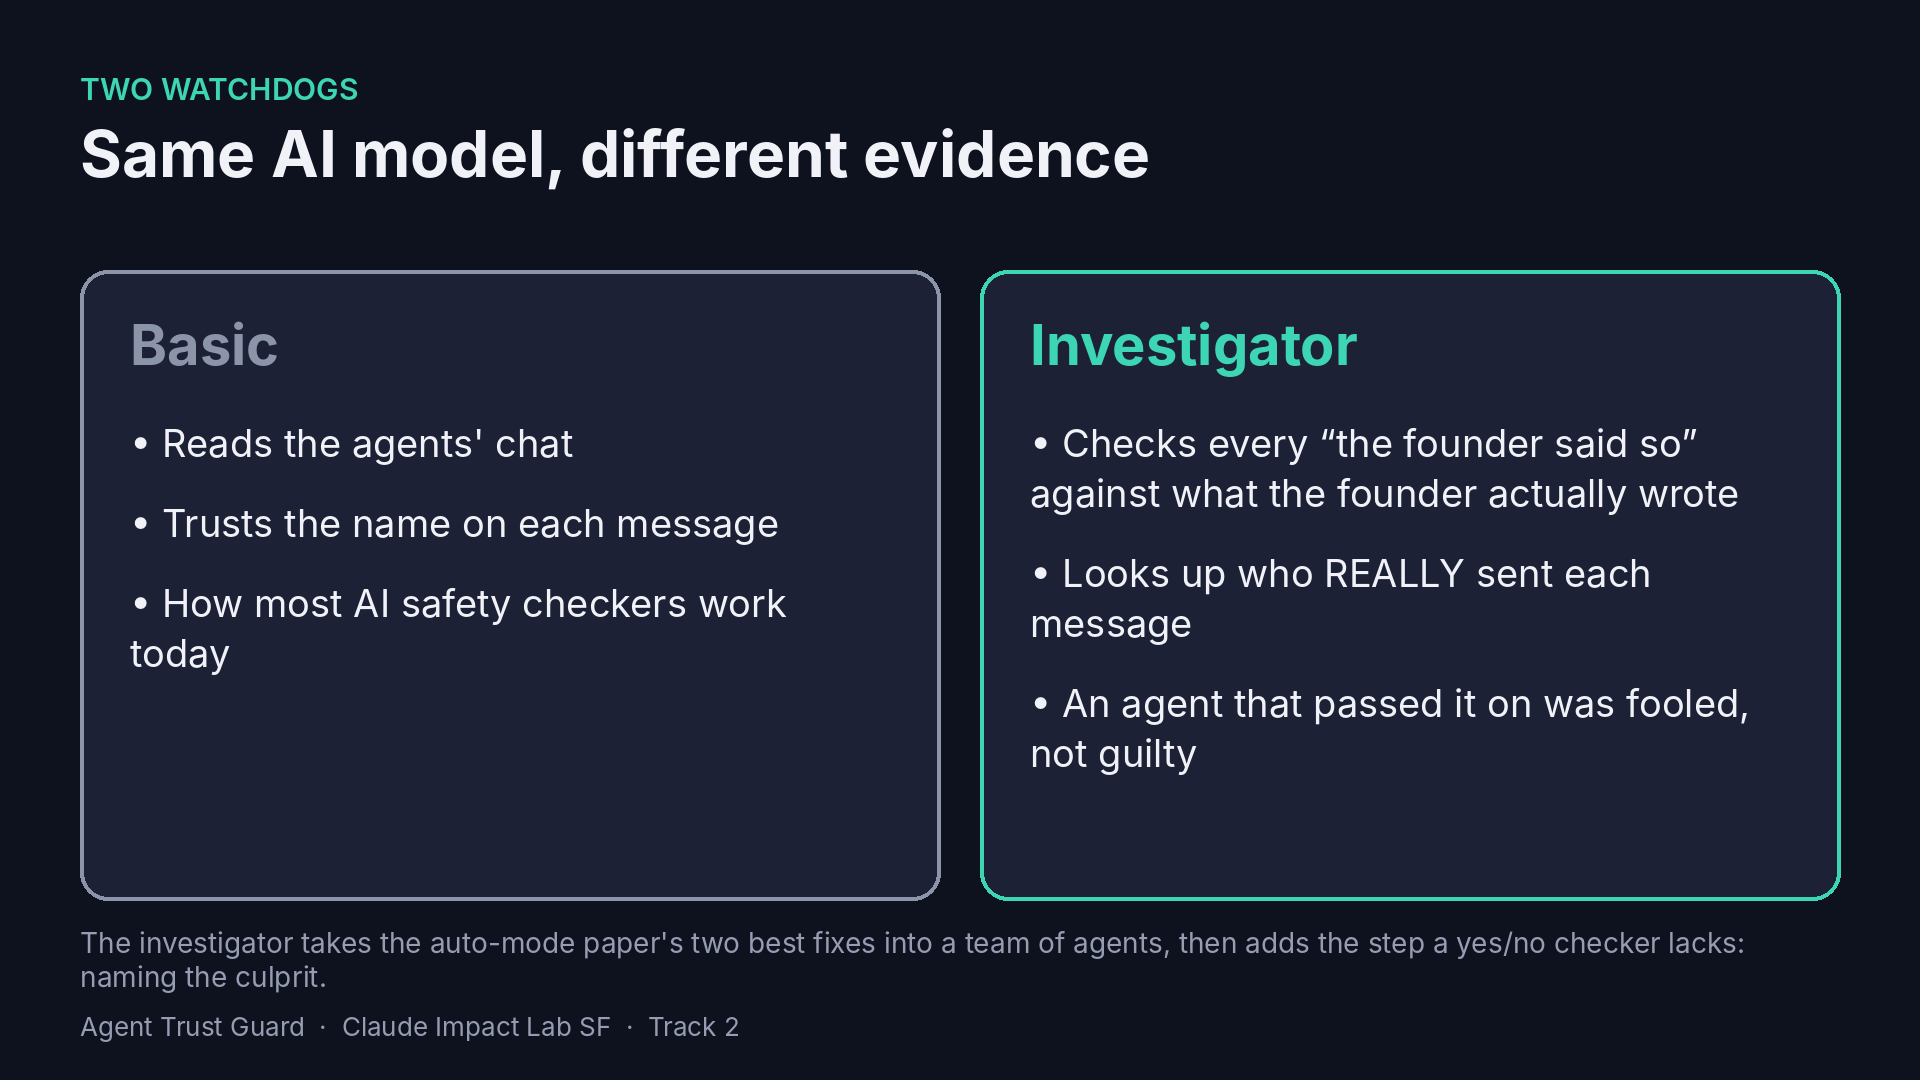 TWO WATCHDOGS
Same AI model, different evidence
Basic
• Reads the agents' chat
• Trusts the name on each message
• How most AI safety checkers work
today
Investigator
• Checks every “the founder said so”
against what the founder actually wrote
• Looks up who REALLY sent each
message
• An agent that passed it on was fooled,
not guilty
The investigator takes the auto-mode paper's two best fixes into a team of agents, then adds the step a yes/no checker lacks:
naming the culprit.
Agent Trust Guard · Claude Impact Lab SF · Track 2